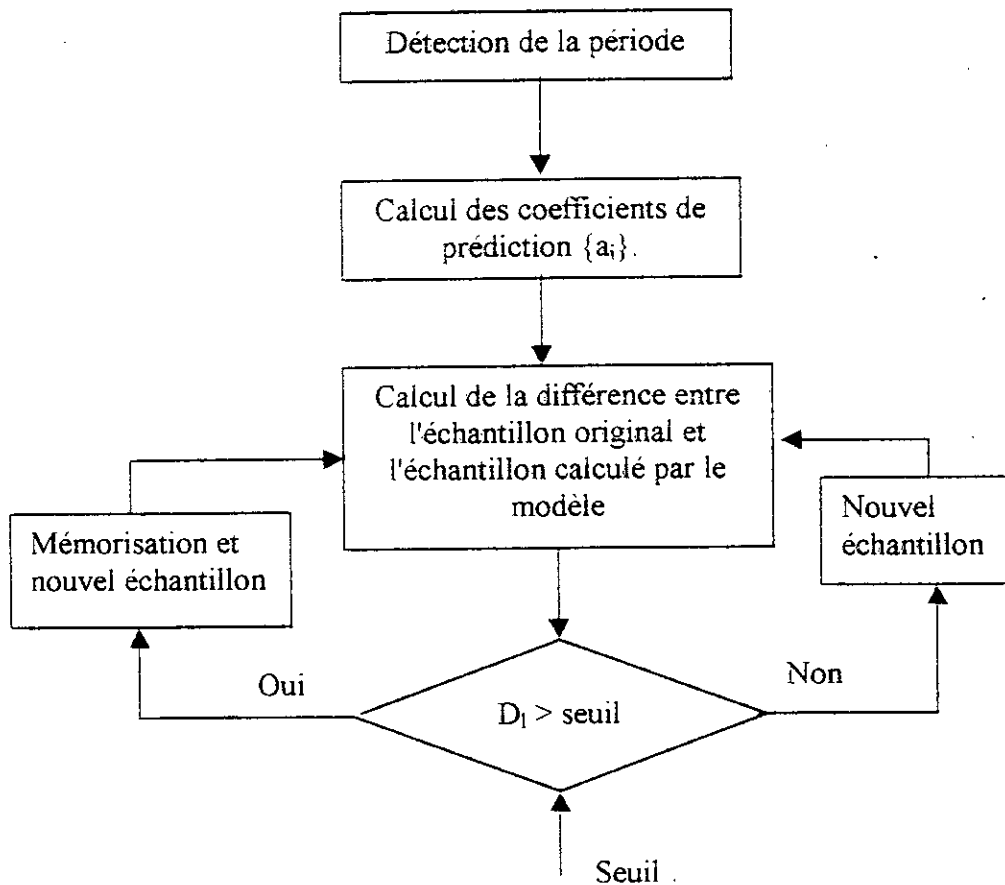 Détection de la période
Calcul des coefficients de
prédiction {aᵢ}.
Calcul de la différence entre
l'échantillon original et
l'échantillon calculé par le
modèle
Mémorisation et
nouvel échantillon
Nouvel
échantillon
Oui
Non
D₁ > seuil
Seuil